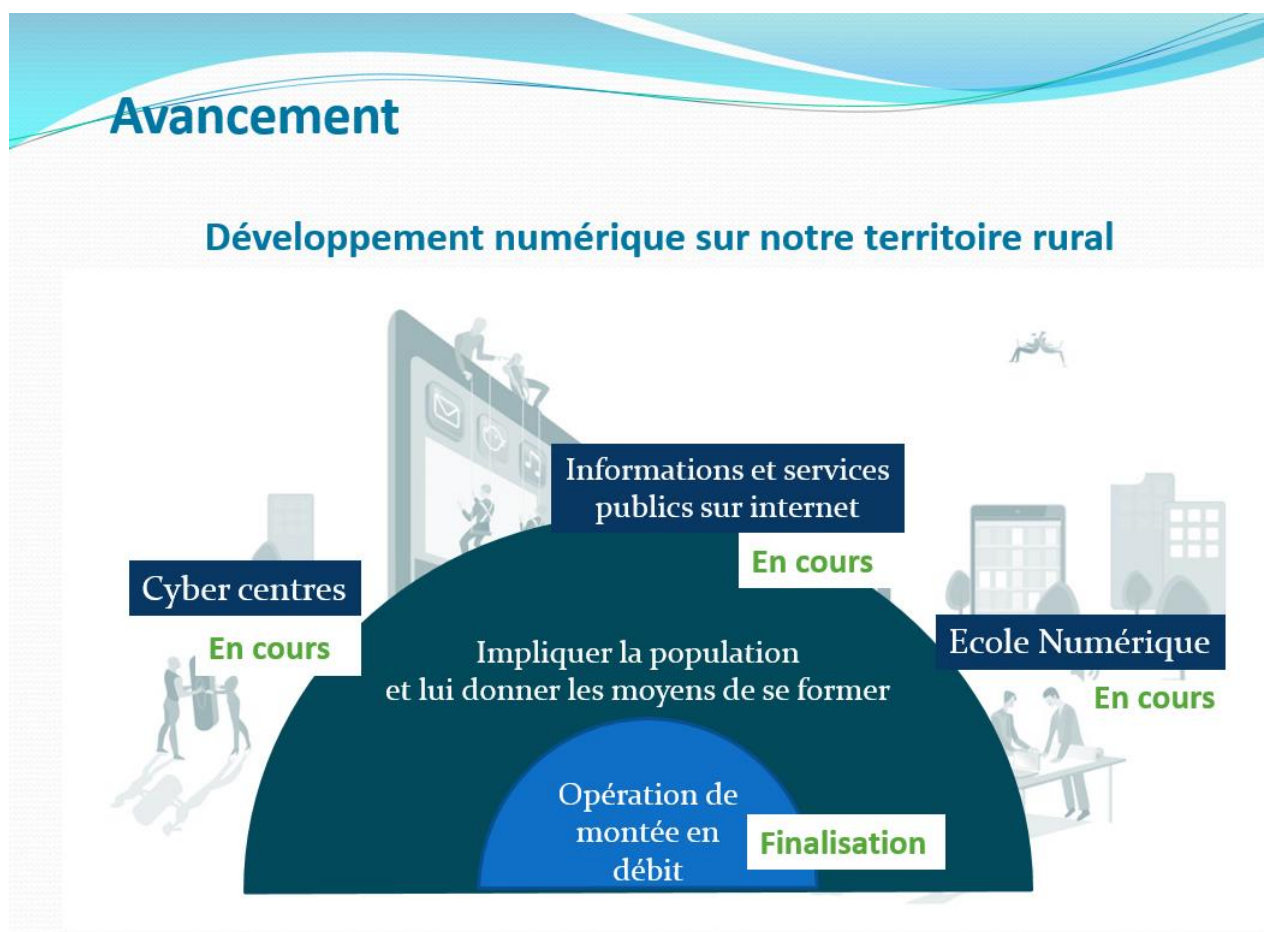 Avancement
Développement numérique sur notre territoire rural
Informations et services
publics sur internet
En cours
Cyber centres
En cours
Ecole Numérique
En cours
Impliquer la population
et lui donner les moyens de se former
Opération de
montée en
débit
Finalisation